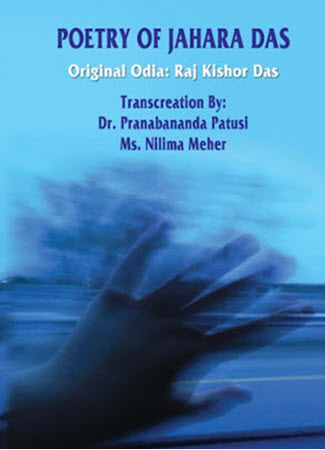 POETRY OF JAHARA DAS
Original Odia: Raj Kishor Das
Transcreation By:
Dr. Pranabananda Patusi
Ms. Nilima Meher